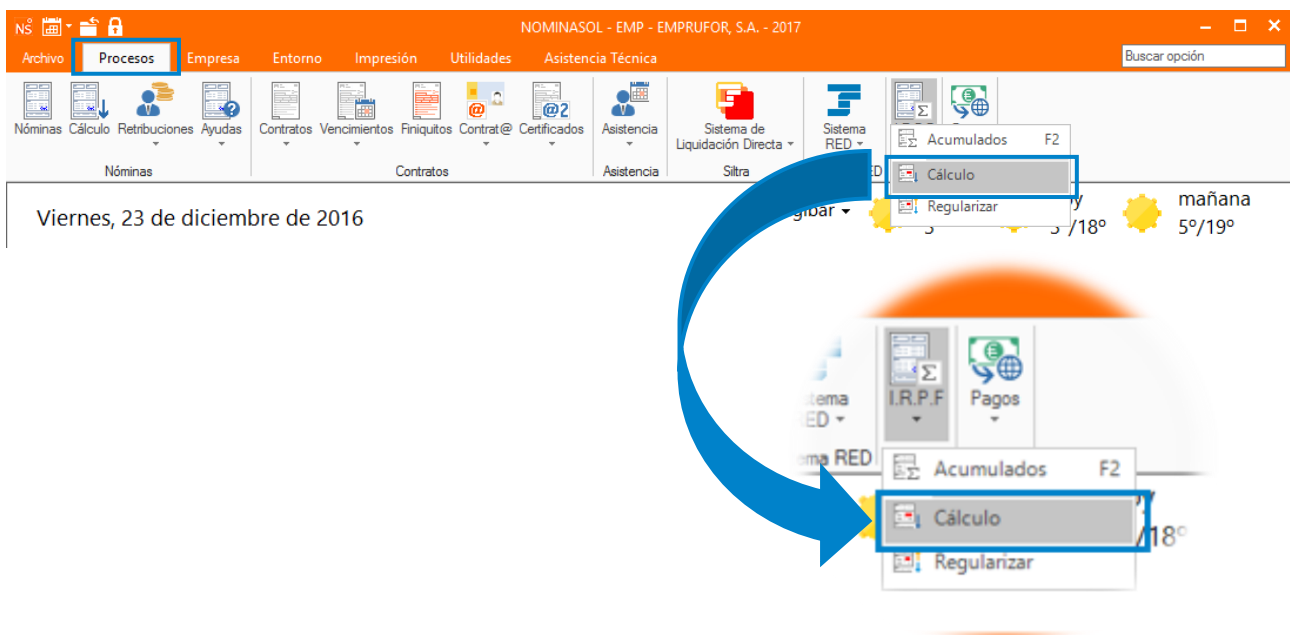 NS NOMINASOL - EMP - EMPRUFOR, S.A. - 2017
Archivo Procesos Empresa Entorno Impresión Utilidades Asistencia Técnica Buscar opción
Nóminas Cálculo Retribuciones Ayudas Contratos Vencimientos Finiquitos Contrat@ Certificados Asistencia Sistema de Liquidación Directa Sistema RED
Nóminas Contratos Asistencia Siltra
Acumulados F2
Cálculo
Regularizar
Viernes, 23 de diciembre de 2016
mañana
5º/19º
I.R.P.F Pagos
RED
Acumulados F2
Cálculo
Regularizar